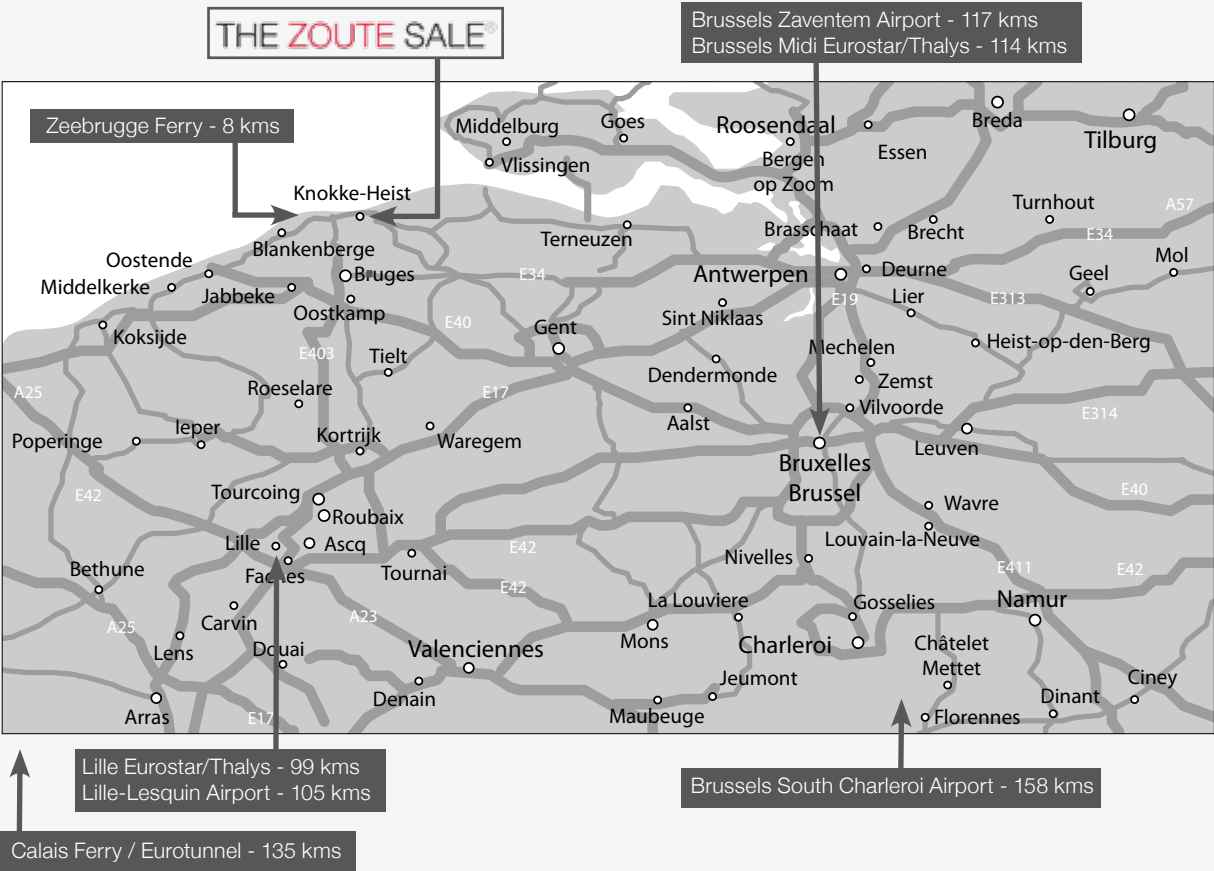 THE ZOUTE SALE®
Brussels Zaventem Airport - 117 kms
Brussels Midi Eurostar/Thalys - 114 kms
Zeebrugge Ferry - 8 kms
Middelburg
Goes
Roosendaal
Breda
Tilburg
Essen
Vlissingen
Bergen
op Zoom
Knokke-Heist
Turnhout
A57
Blankenberge
Terneuzen
Brasschaat
Brecht
E34
Oostende
Mol
Middelkerke
Jabbeke
Bruges
E34
Antwerpen
Deurne
Geel
Oostkamp
E19
Lier
E313
Koksijde
E40
Gent
Sint Niklaas
E403
Tielt
Mechelen
Heist-op-den-Berg
A25
Roeselare
E17
Dendermonde
Zemst
Vilvoorde
E314
Poperinge
Ieper
Kortrijk
Waregem
Aalst
Leuven
Bruxelles
Brussel
E42
Tourcoing
E40
Roubaix
Wavre
Lille
Ascq
E42
Louvain-la-Neuve
Bethune
Faches
Tournai
Nivelles
E411
E42
E42
A25
Carvin
A23
La Louviere
Gosselies
Namur
Lens
Douai
Valenciennes
Mons
Charleroi
Châtelet
Mettet
Denain
Jeumont
Ciney
Arras
E17
Maubeuge
Florennes
Dinant
Lille Eurostar/Thalys - 99 kms
Lille-Lesquin Airport - 105 kms
Brussels South Charleroi Airport - 158 kms
Calais Ferry / Eurotunnel - 135 kms